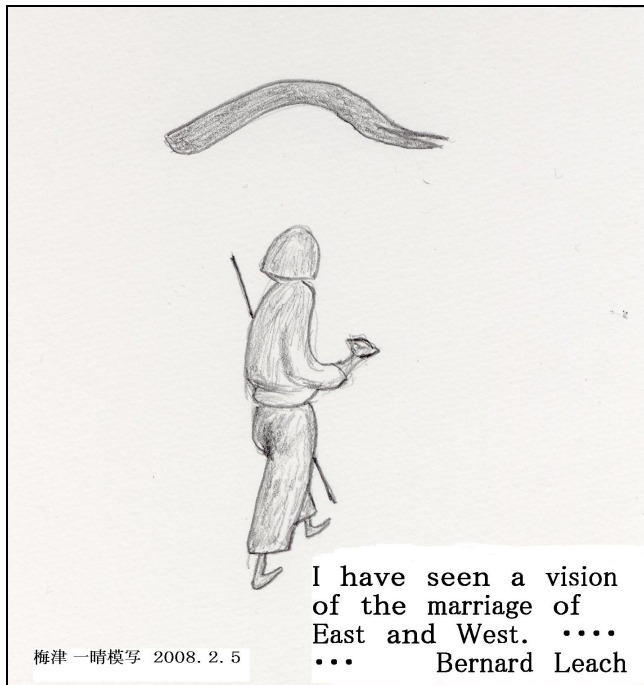 I have seen a vision
of the marriage of
East and West. ････
･･･ Bernard Leach
梅津 一晴模写 2008.2.5